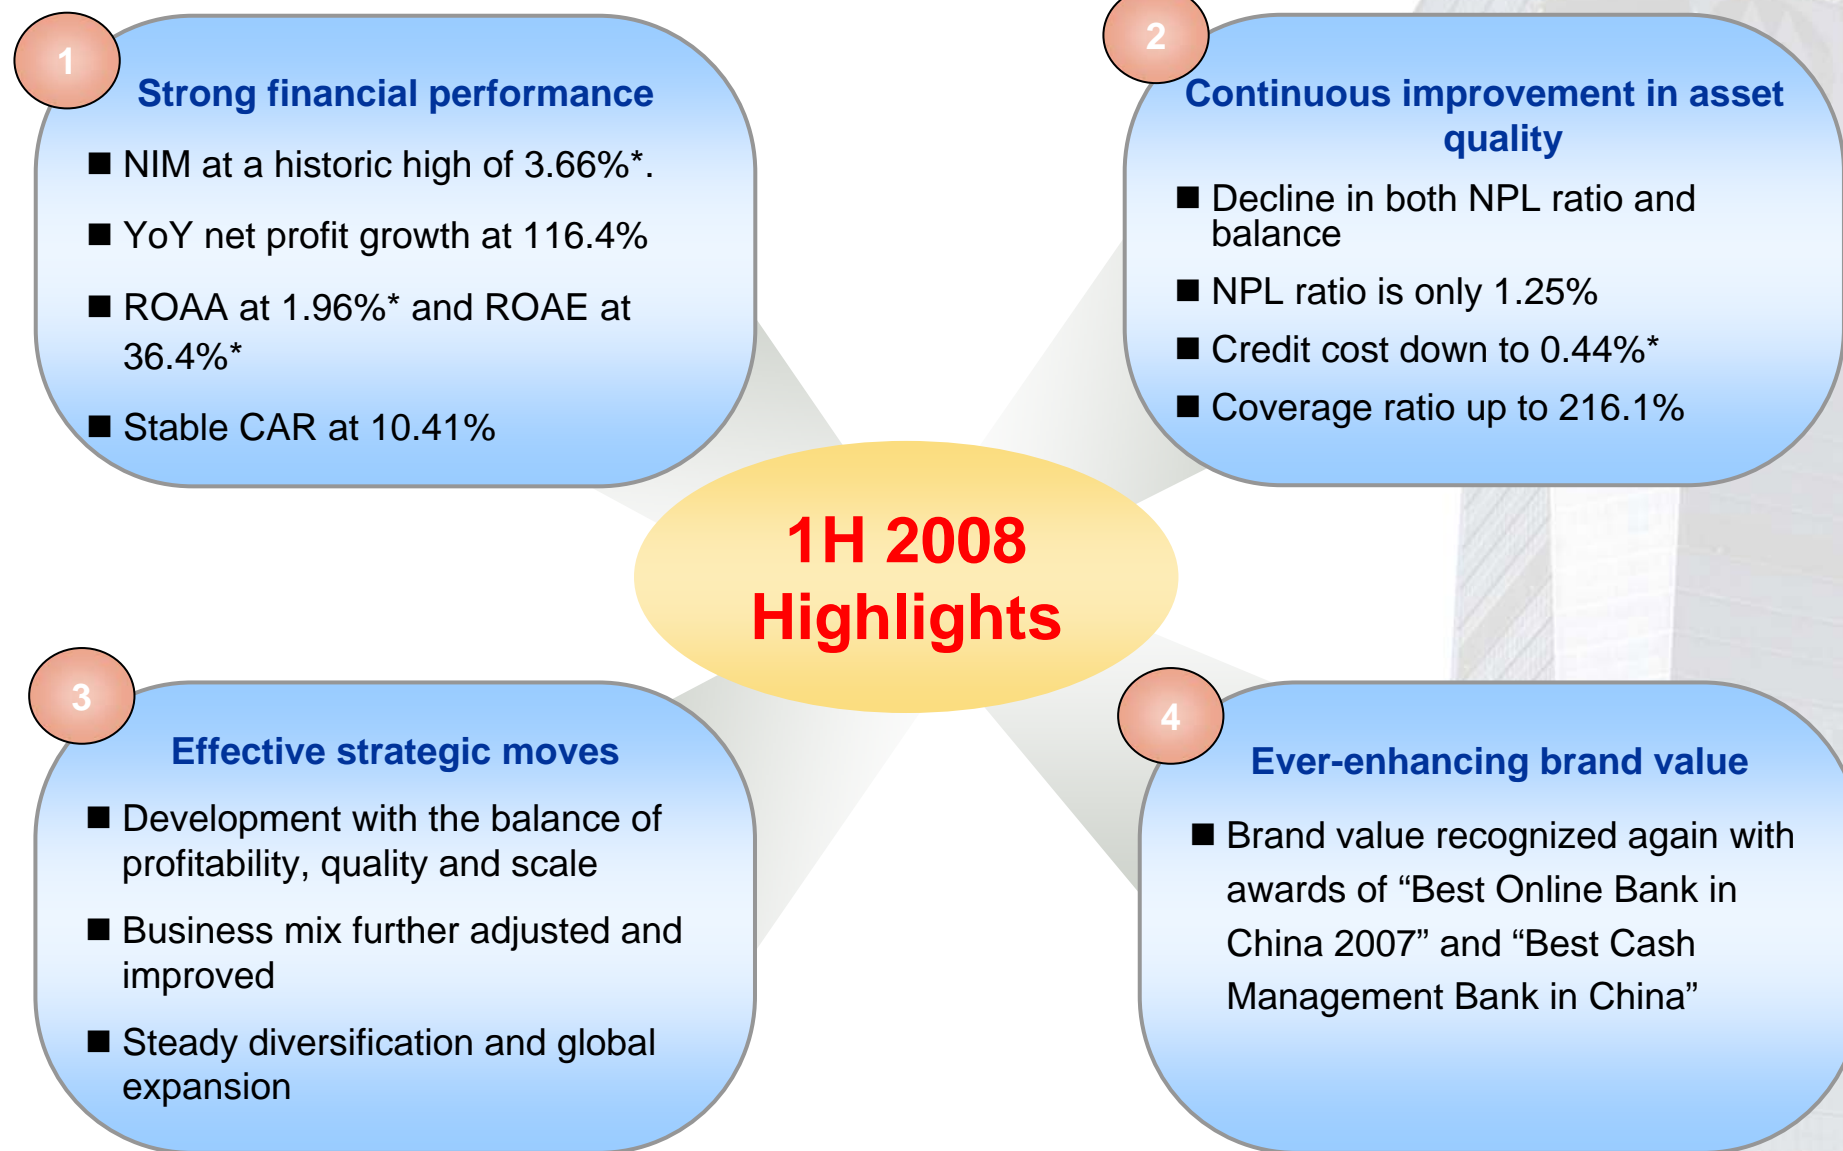 1
Strong financial performance
■ NIM at a historic high of 3.66%*.
■ YoY net profit growth at 116.4%
■ ROAA at 1.96%* and ROAE at
36.4%*
■ Stable CAR at 10.41%
2
Continuous improvement in asset
quality
■ Decline in both NPL ratio and
balance
■ NPL ratio is only 1.25%
■ Credit cost down to 0.44%*
■ Coverage ratio up to 216.1%
1H 2008
Highlights
3
Effective strategic moves
■ Development with the balance of
profitability, quality and scale
■ Business mix further adjusted and
improved
■ Steady diversification and global
expansion
4
Ever-enhancing brand value
■ Brand value recognized again with
awards of “Best Online Bank in
China 2007” and “Best Cash
Management Bank in China”